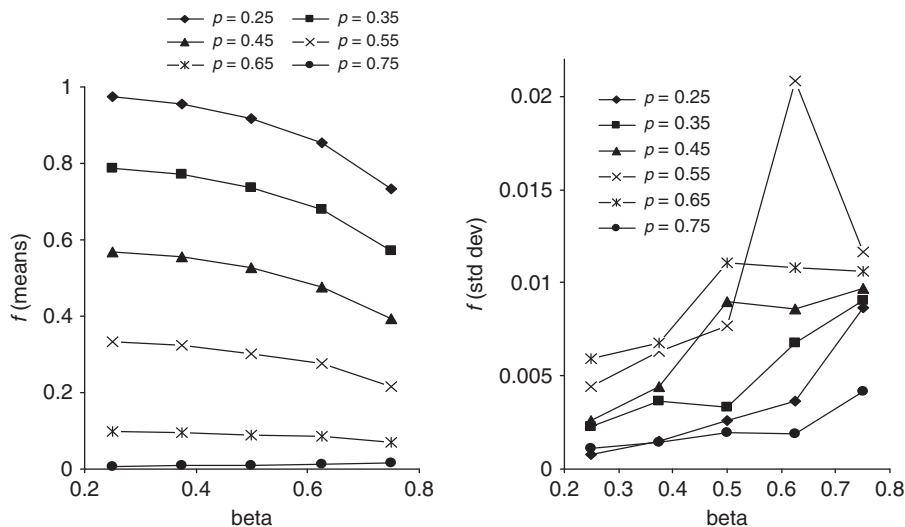 p = 0.25 p = 0.35
p = 0.45 p = 0.55
p = 0.65 p = 0.75
1
0.8
0.6
0.4
0.2
0
f (means)
0.2 0.4 0.6 0.8
beta
p = 0.25
p = 0.35
p = 0.45
p = 0.55
p = 0.65
p = 0.75
0.02
0.015
0.01
0.005
0
f (std dev)
0.2 0.3 0.4 0.5 0.6 0.7 0.8
beta